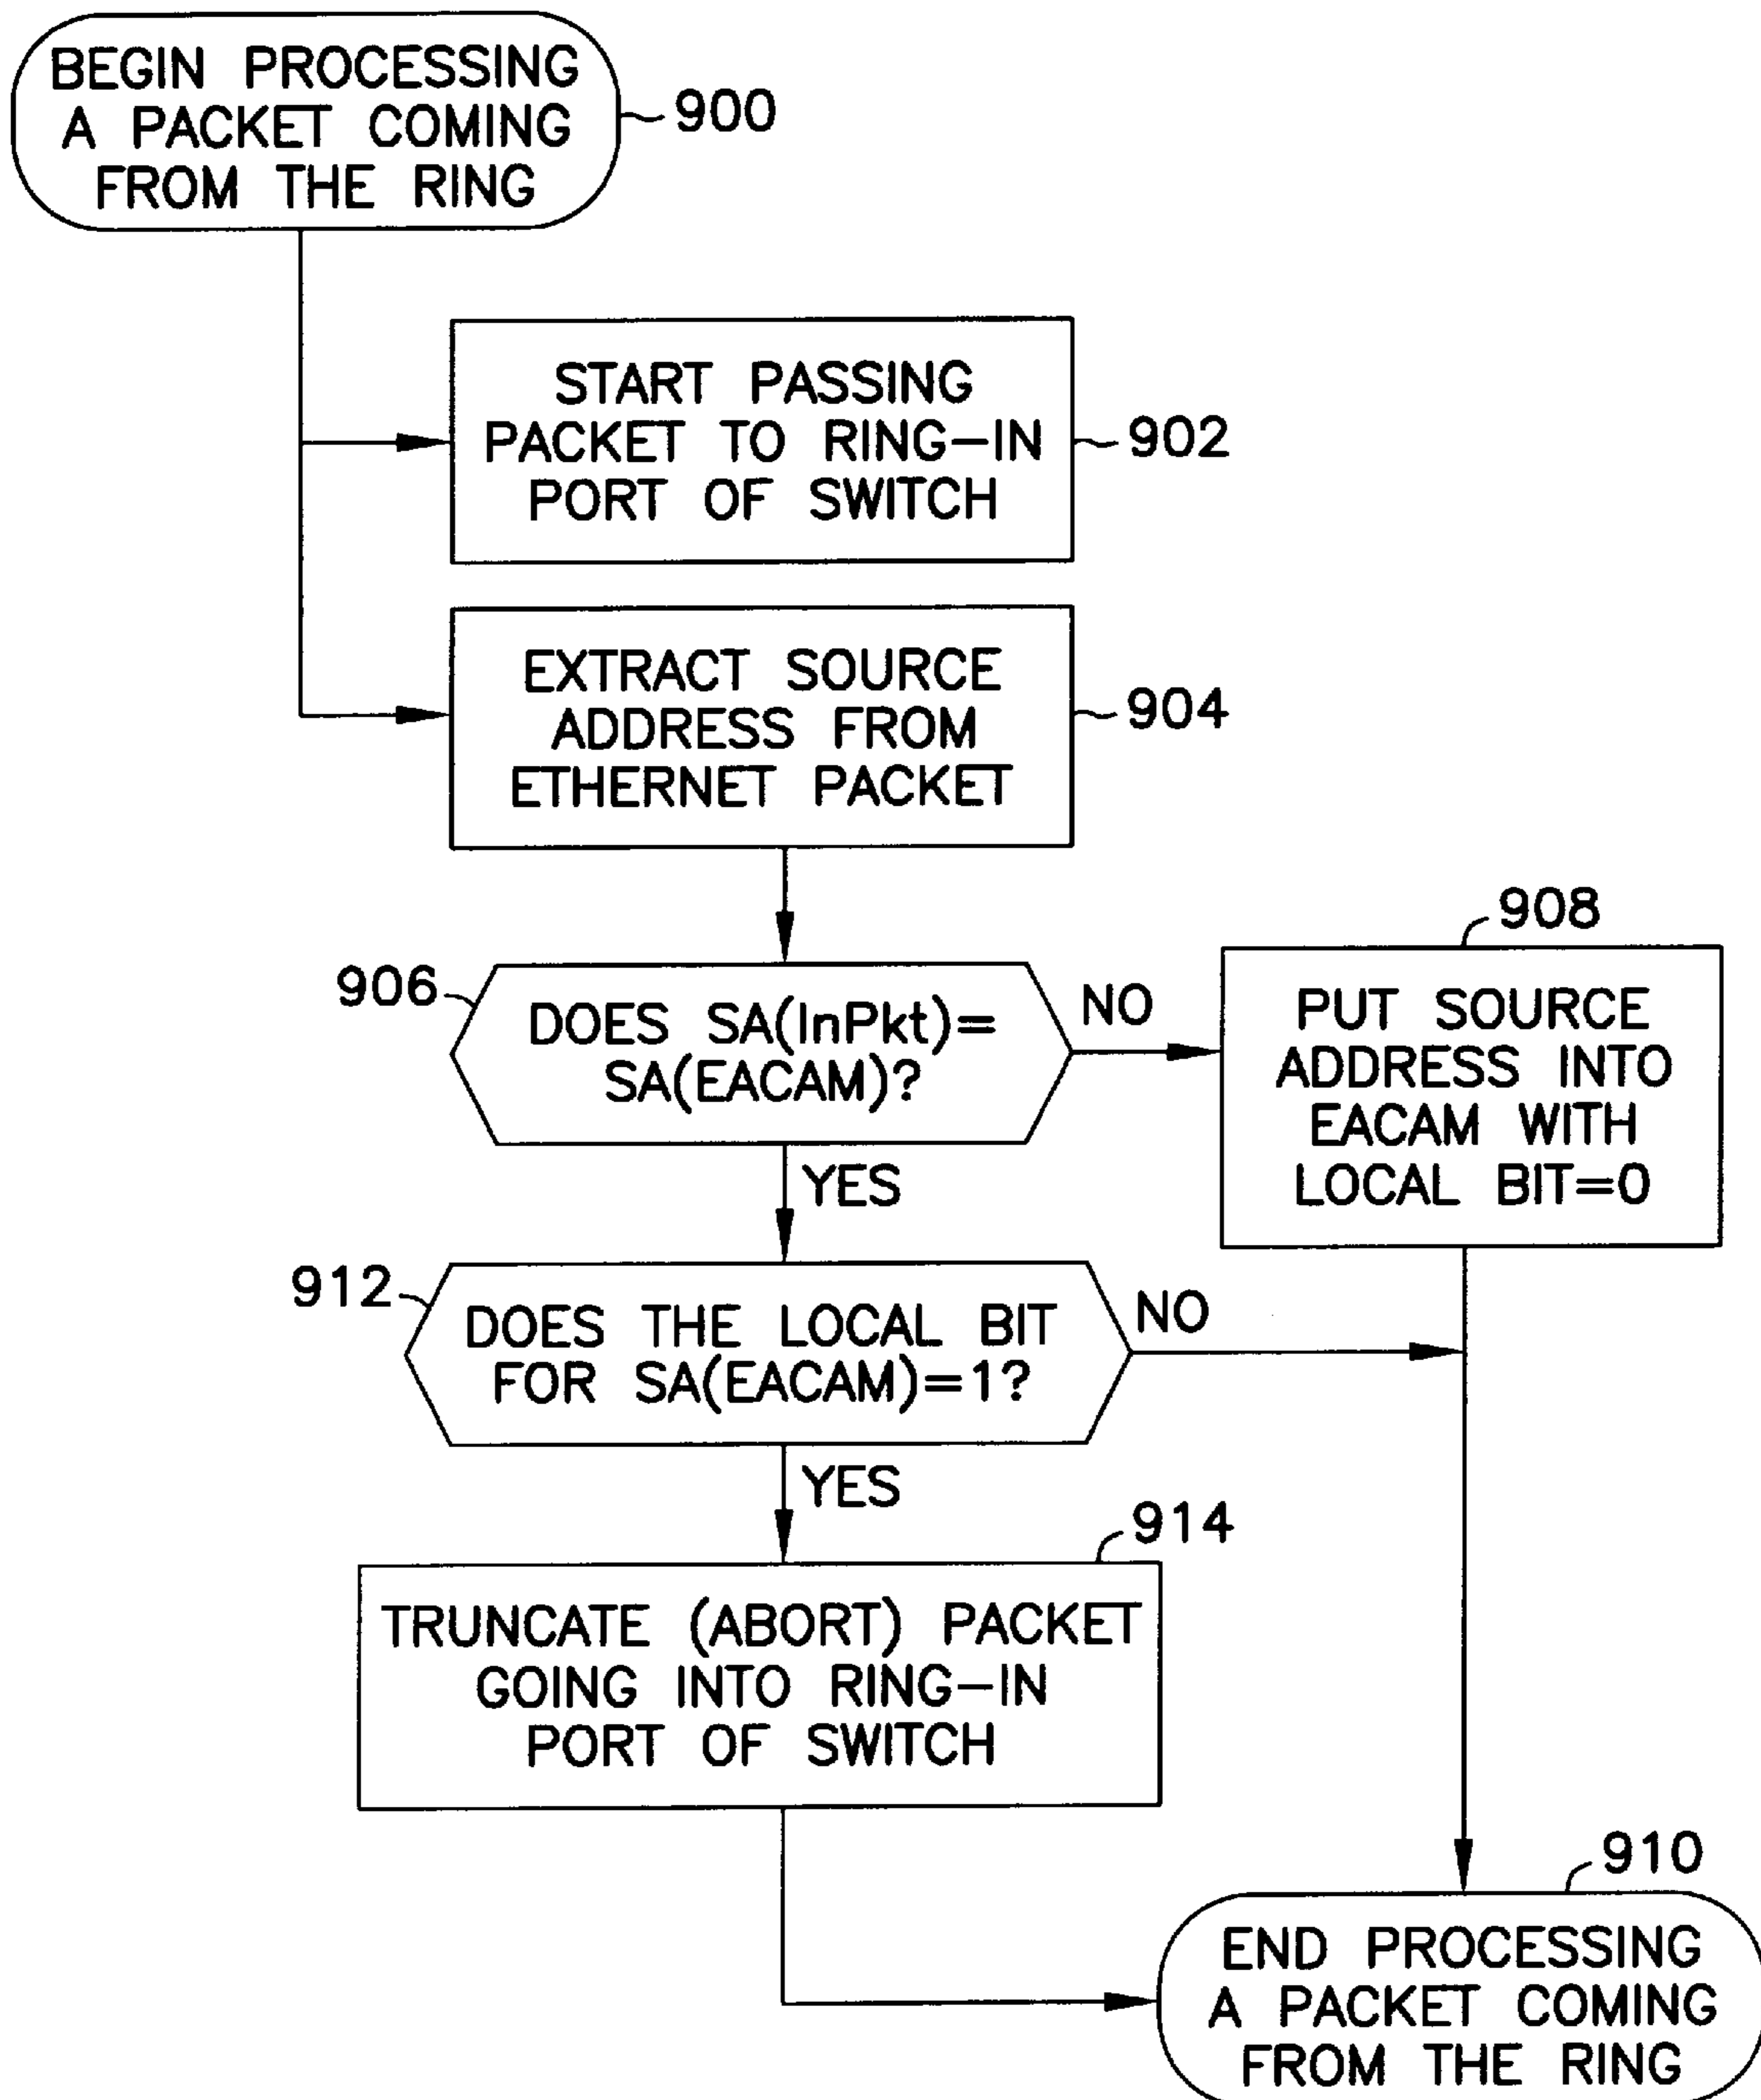 BEGIN PROCESSING
A PACKET COMING
FROM THE RING
900
START PASSING
PACKET TO RING-IN
PORT OF SWITCH
902
EXTRACT SOURCE
ADDRESS FROM
ETHERNET PACKET
904
906
DOES SA(InPkt)=
SA(EACAM)?
NO
908
PUT SOURCE
ADDRESS INTO
EACAM WITH
LOCAL BIT=0
YES
912
DOES THE LOCAL BIT
FOR SA(EACAM)=1?
NO
YES
914
TRUNCATE (ABORT) PACKET
GOING INTO RING-IN
PORT OF SWITCH
910
END PROCESSING
A PACKET COMING
FROM THE RING